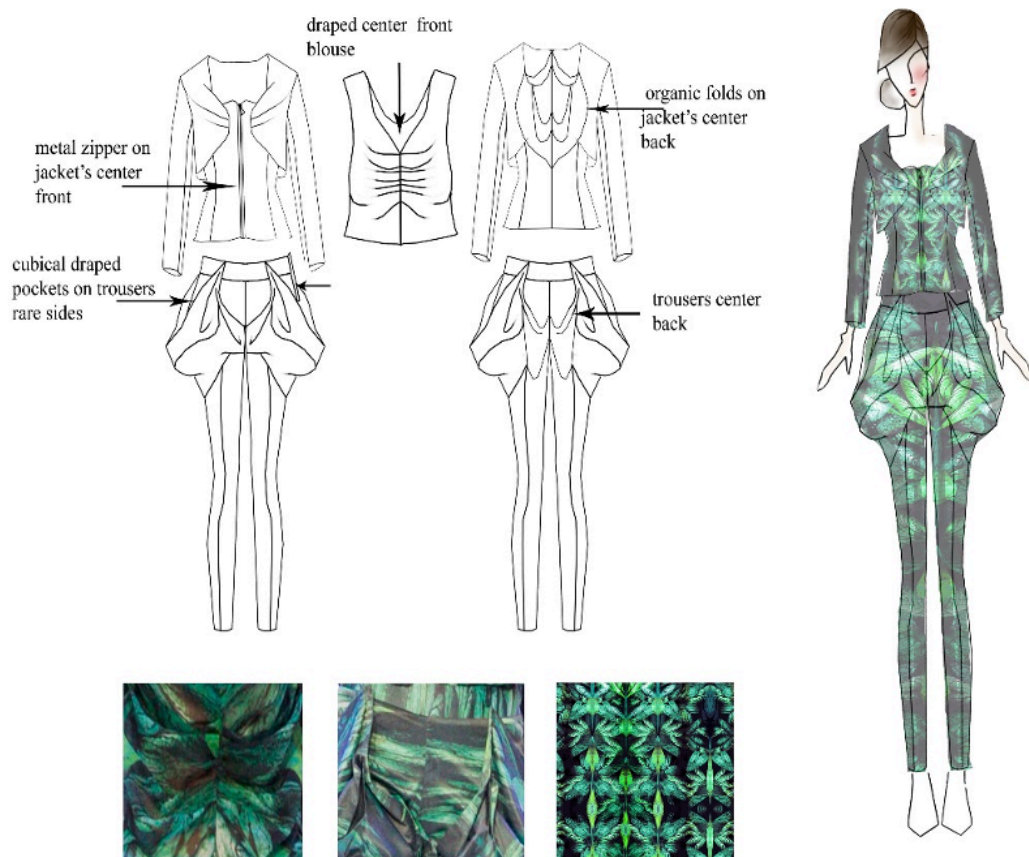 draped center front
blouse
organic folds on
jacket's center
back
metal zipper on
jacket's center
front
cubical draped
pockets on trousers
rare sides
trousers center
back